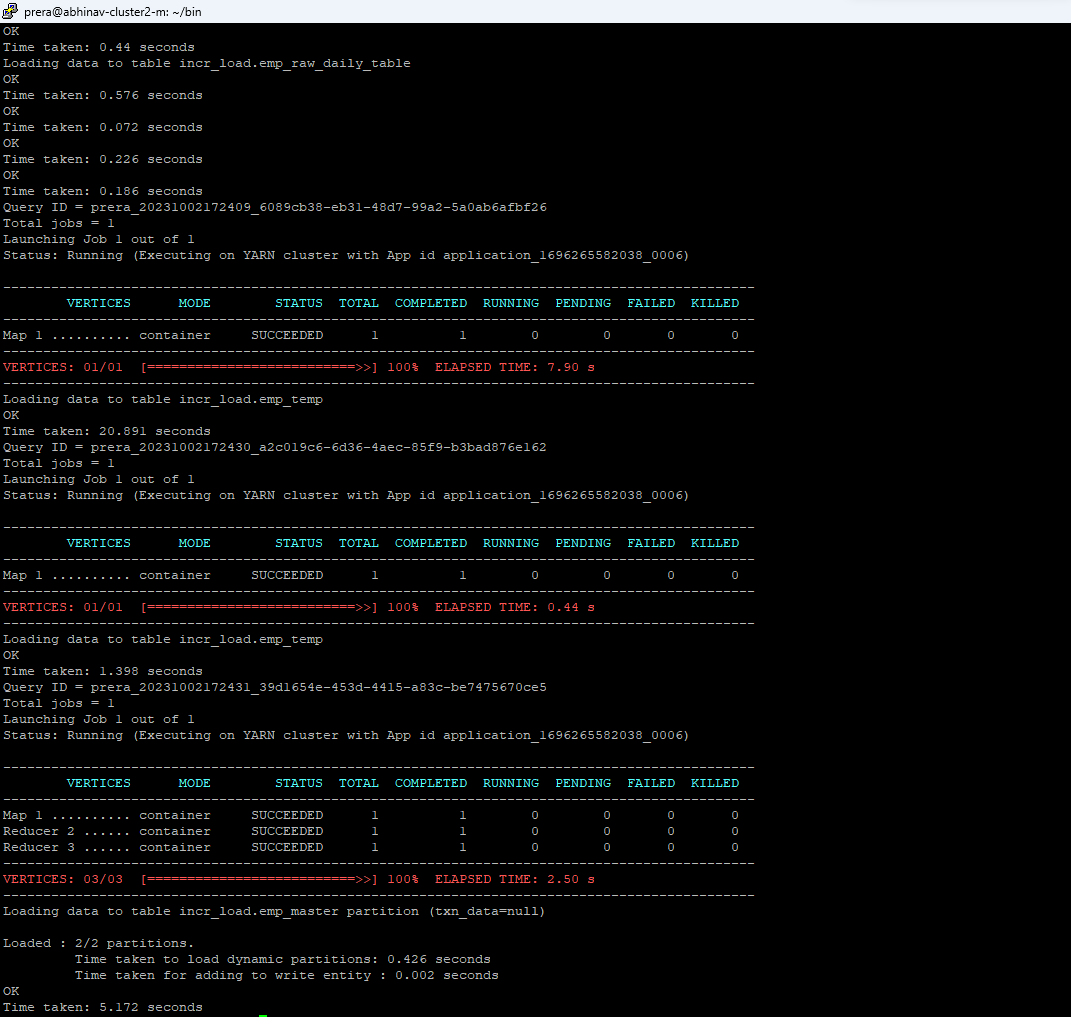 prera@abhinav-cluster2-m: ~/bin
OK
Time taken: 0.44 seconds
Loading data to table incr_load.emp_raw_daily_table
OK
Time taken: 0.576 seconds
OK
Time taken: 0.072 seconds
OK
Time taken: 0.226 seconds
OK
Time taken: 0.186 seconds
Query ID = prera_20231002172409_6089cb38-eb31-48d7-99a2-5a0ab6afbf26
Total jobs = 1
Launching Job 1 out of 1
Status: Running (Executing on YARN cluster with App id application_1696265582038_0006)
----------------------------------------------------------------------------------------------
VERTICES MODE STATUS TOTAL COMPLETED RUNNING PENDING FAILED KILLED
----------------------------------------------------------------------------------------------
Map 1 .......... container SUCCEEDED 1 1 0 0 0 0
----------------------------------------------------------------------------------------------
VERTICES: 01/01 [==========================>>] 100% ELAPSED TIME: 7.90 s
----------------------------------------------------------------------------------------------
Loading data to table incr_load.emp_temp
OK
Time taken: 20.891 seconds
Query ID = prera_20231002172430_a2c019c6-6d36-4aec-85f9-b3bad876e162
Total jobs = 1
Launching Job 1 out of 1
Status: Running (Executing on YARN cluster with App id application_1696265582038_0006)
----------------------------------------------------------------------------------------------
VERTICES MODE STATUS TOTAL COMPLETED RUNNING PENDING FAILED KILLED
----------------------------------------------------------------------------------------------
Map 1 .......... container SUCCEEDED 1 1 0 0 0 0
----------------------------------------------------------------------------------------------
VERTICES: 01/01 [==========================>>] 100% ELAPSED TIME: 0.44 s
----------------------------------------------------------------------------------------------
Loading data to table incr_load.emp_temp
OK
Time taken: 1.398 seconds
Query ID = prera_20231002172431_39d1654e-453d-4415-a83c-be7475670ce5
Total jobs = 1
Launching Job 1 out of 1
Status: Running (Executing on YARN cluster with App id application_1696265582038_0006)
----------------------------------------------------------------------------------------------
VERTICES MODE STATUS TOTAL COMPLETED RUNNING PENDING FAILED KILLED
----------------------------------------------------------------------------------------------
Map 1 .......... container SUCCEEDED 1 1 0 0 0 0
Reducer 2 ...... container SUCCEEDED 1 1 0 0 0 0
Reducer 3 ...... container SUCCEEDED 1 1 0 0 0 0
----------------------------------------------------------------------------------------------
VERTICES: 03/03 [==========================>>] 100% ELAPSED TIME: 2.50 s
----------------------------------------------------------------------------------------------
Loading data to table incr_load.emp_master partition (txn_data=null)
Loaded : 2/2 partitions.
Time taken to load dynamic partitions: 0.426 seconds
Time taken for adding to write entity : 0.002 seconds
OK
Time taken: 5.172 seconds